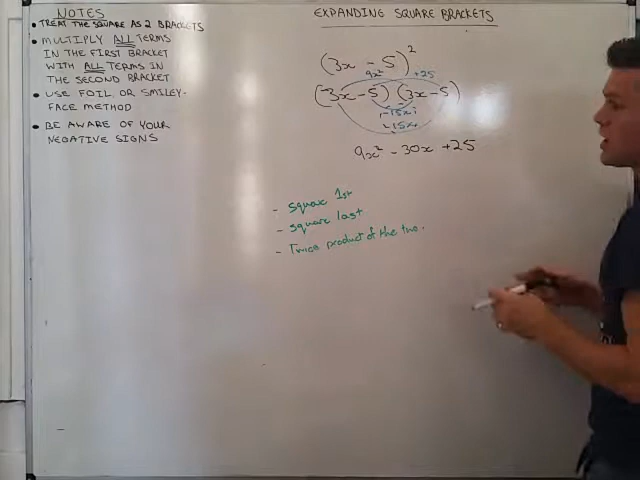 NOTES
• TREAT THE SQUARE AS 2 BRACKETS
• MULTIPLY ALL TERMS
IN THE FIRST BRACKET
WITH ALL TERMS IN
THE SECOND BRACKET
• USE FOIL OR SMILEY-
FACE METHOD
• BE AWARE OF YOUR
NEGATIVE SIGNS
EXPANDING SQUARE BRACKETS
(3x - 5)²
9x² +25
(3x - 5) (3x - 5)
-15x
-15x
9x² - 30x + 25
- square 1st
- square last
- Twice product of the two.